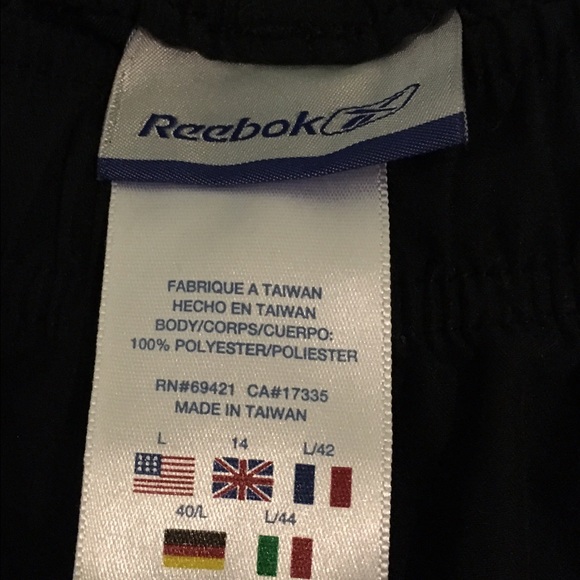 Reebok
FABRIQUE A TAIWAN
HECHO EN TAIWAN
BODY/CORPS/CUERPO:
100% POLYESTER/POLIESTER
RN#69421 CA#17335
MADE IN TAIWAN
L 14 L/42
40/L L/44